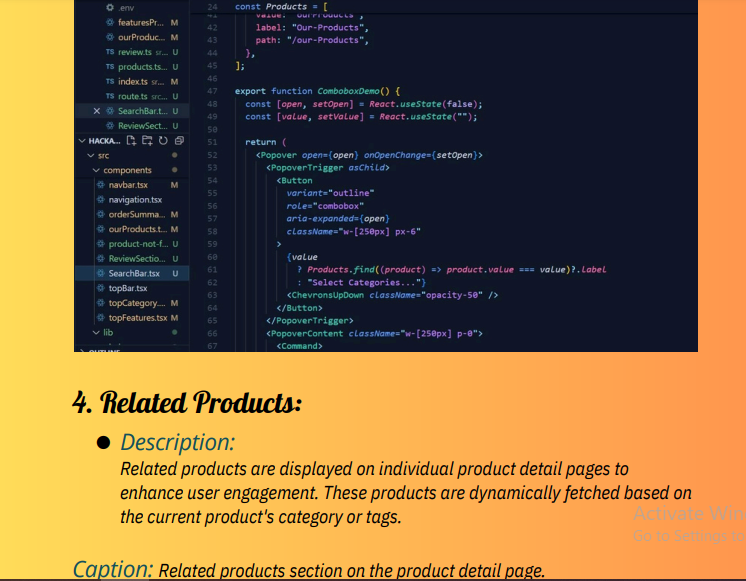 .env
featuresPr... M
ourProduc... M
TS review.ts sr... U
TS products.ts... U
TS index.ts sr... M
TS route.ts src... U
× SearchBar.t... U
ReviewSect... U
HACKA...
src
components
navbar.tsx M
navigation.tsx
orderSumma... M
ourProducts.t... M
product-not-f... U
ReviewSectio... U
SearchBar.tsx U
topBar.tsx
topCategory.... M
topFeatures.tsx M
lib
OUTLINE
24 const Products = [
41 value: "ourProducts",
42 label: "Our-Products",
43 path: "/our-Products",
44 },
45 ];
46
47 export function ComboboxDemo() {
48 const [open, setOpen] = React.useState(false);
49 const [value, setValue] = React.useState("");
50
51 return (
52 <Popover open={open} onOpenChange={setOpen}>
53 <PopoverTrigger asChild>
54 <Button
55 variant="outline"
56 role="combobox"
57 aria-expanded={open}
58 className="w-[250px] px-6"
59 >
60 {value
61 ? Products.find((product) => product.value === value)?.label
62 : "Select Categories..."}
63 <ChevronsUpDown className="opacity-50" />
64 </Button>
65 </PopoverTrigger>
66 <PopoverContent className="w-[250px] p-0">
67 <Command>
4. Related Products:
● Description:
Related products are displayed on individual product detail pages to
enhance user engagement. These products are dynamically fetched based on
the current product's category or tags.
Activate Win
Go to Settings
Caption: Related products section on the product detail page.